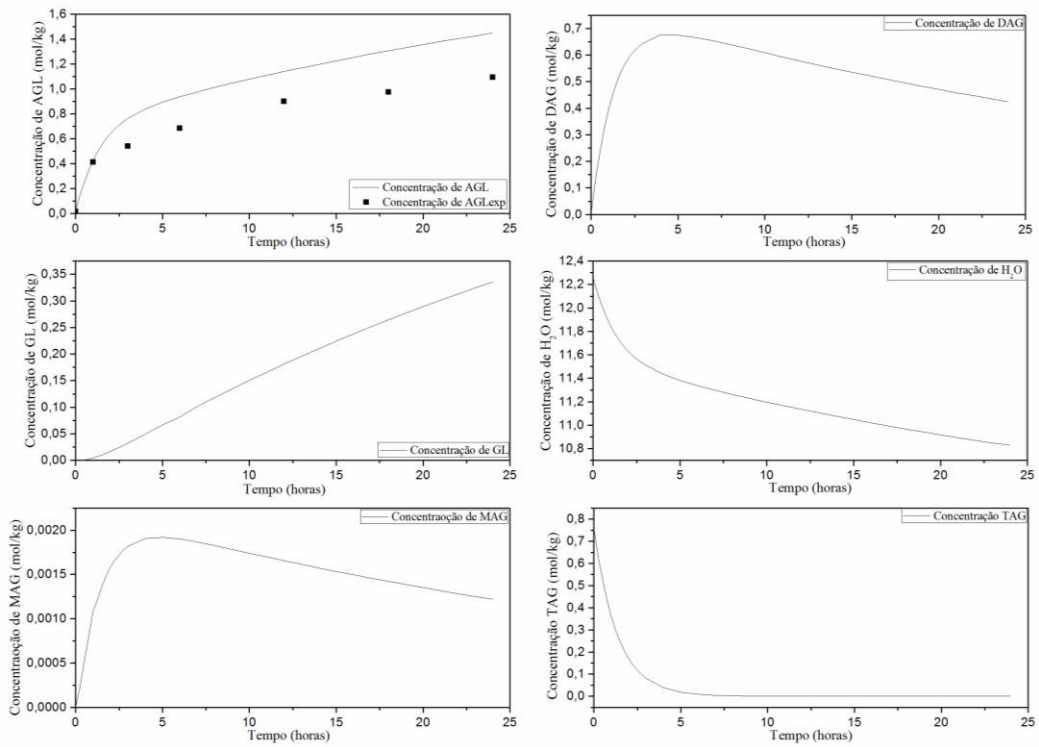 1,6
1,4
1,2
1,0
0,8
0,6
0,4
0,2
0,0
Concentração de AGL (mol/kg)
Concentração de AGL
Concentração de AGLexp
0 5 10 15 20 25
Tempo (horas)
0,7
0,6
0,5
0,4
0,3
0,2
0,1
0,0
Concentração de DAG (mol/kg)
Concentração de DAG
0 5 10 15 20 25
Tempo (horas)
0,35
0,30
0,25
0,20
0,15
0,10
0,05
0,00
Concentração de GL (mol/kg)
Concentração de GL
0 5 10 15 20 25
Tempo (horas)
12,4
12,2
12,0
11,8
11,6
11,4
11,2
11,0
10,8
Concentração de H₂O (mol/kg)
Concentração de H₂O
0 5 10 15 20 25
Tempo (horas)
0,0020
0,0015
0,0010
0,0005
0,0000
Concentraoção de MAG (mol/kg)
Concentraoção de MAG
0 5 10 15 20 25
Tempo (horas)
0,8
0,7
0,6
0,5
0,4
0,3
0,2
0,1
0,0
Concentração TAG (mol/kg)
Concentração TAG
0 5 10 15 20 25
Tempo (horas)